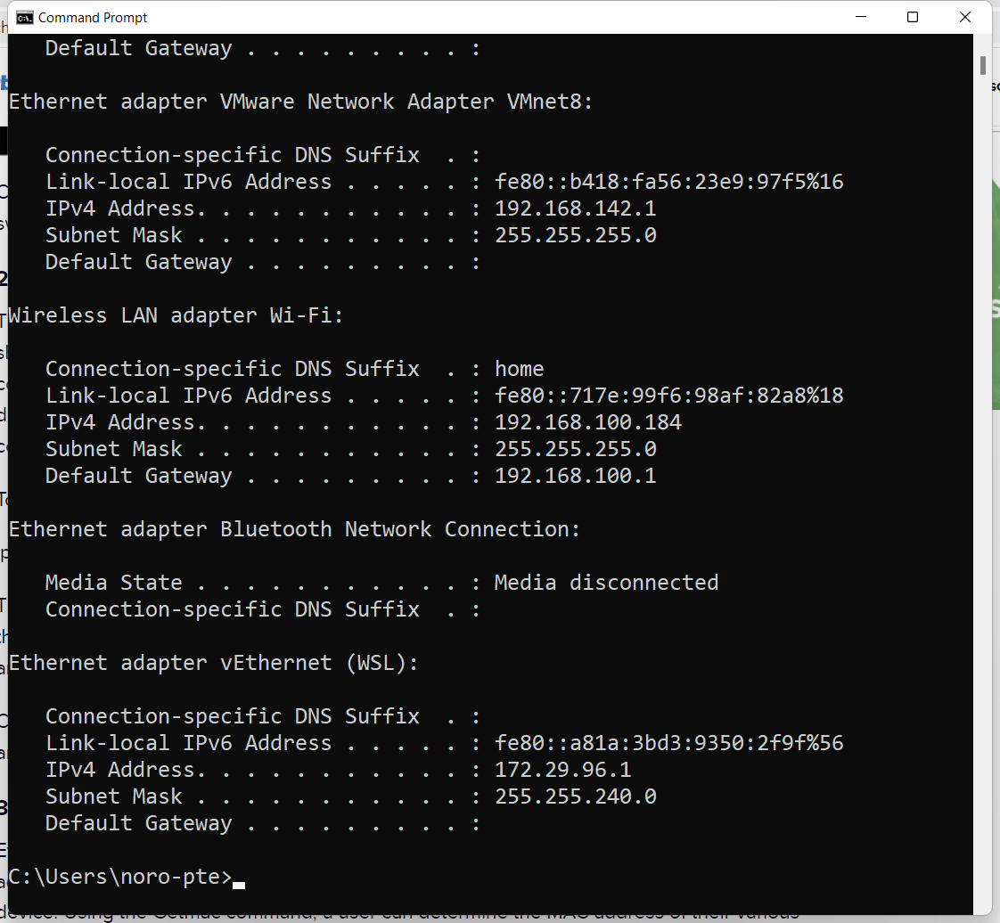 Command Prompt
Default Gateway . . . . . . . . . :
Ethernet adapter VMware Network Adapter VMnet8:
Connection-specific DNS Suffix  . :
Link-local IPv6 Address . . . . . : fe80::b418:fa56:23e9:97f5%16
IPv4 Address. . . . . . . . . . . : 192.168.142.1
Subnet Mask . . . . . . . . . . . : 255.255.255.0
Default Gateway . . . . . . . . . :
Wireless LAN adapter Wi-Fi:
Connection-specific DNS Suffix  . : home
Link-local IPv6 Address . . . . . : fe80::717e:99f6:98af:82a8%18
IPv4 Address. . . . . . . . . . . : 192.168.100.184
Subnet Mask . . . . . . . . . . . : 255.255.255.0
Default Gateway . . . . . . . . . : 192.168.100.1
Ethernet adapter Bluetooth Network Connection:
Media State . . . . . . . . . . . : Media disconnected
Connection-specific DNS Suffix  . :
Ethernet adapter vEthernet (WSL):
Connection-specific DNS Suffix  . :
Link-local IPv6 Address . . . . . : fe80::a81a:3bd3:9350:2f9f%56
IPv4 Address. . . . . . . . . . . : 172.29.96.1
Subnet Mask . . . . . . . . . . . : 255.255.240.0
Default Gateway . . . . . . . . . :
C:\Users\noro-pte>